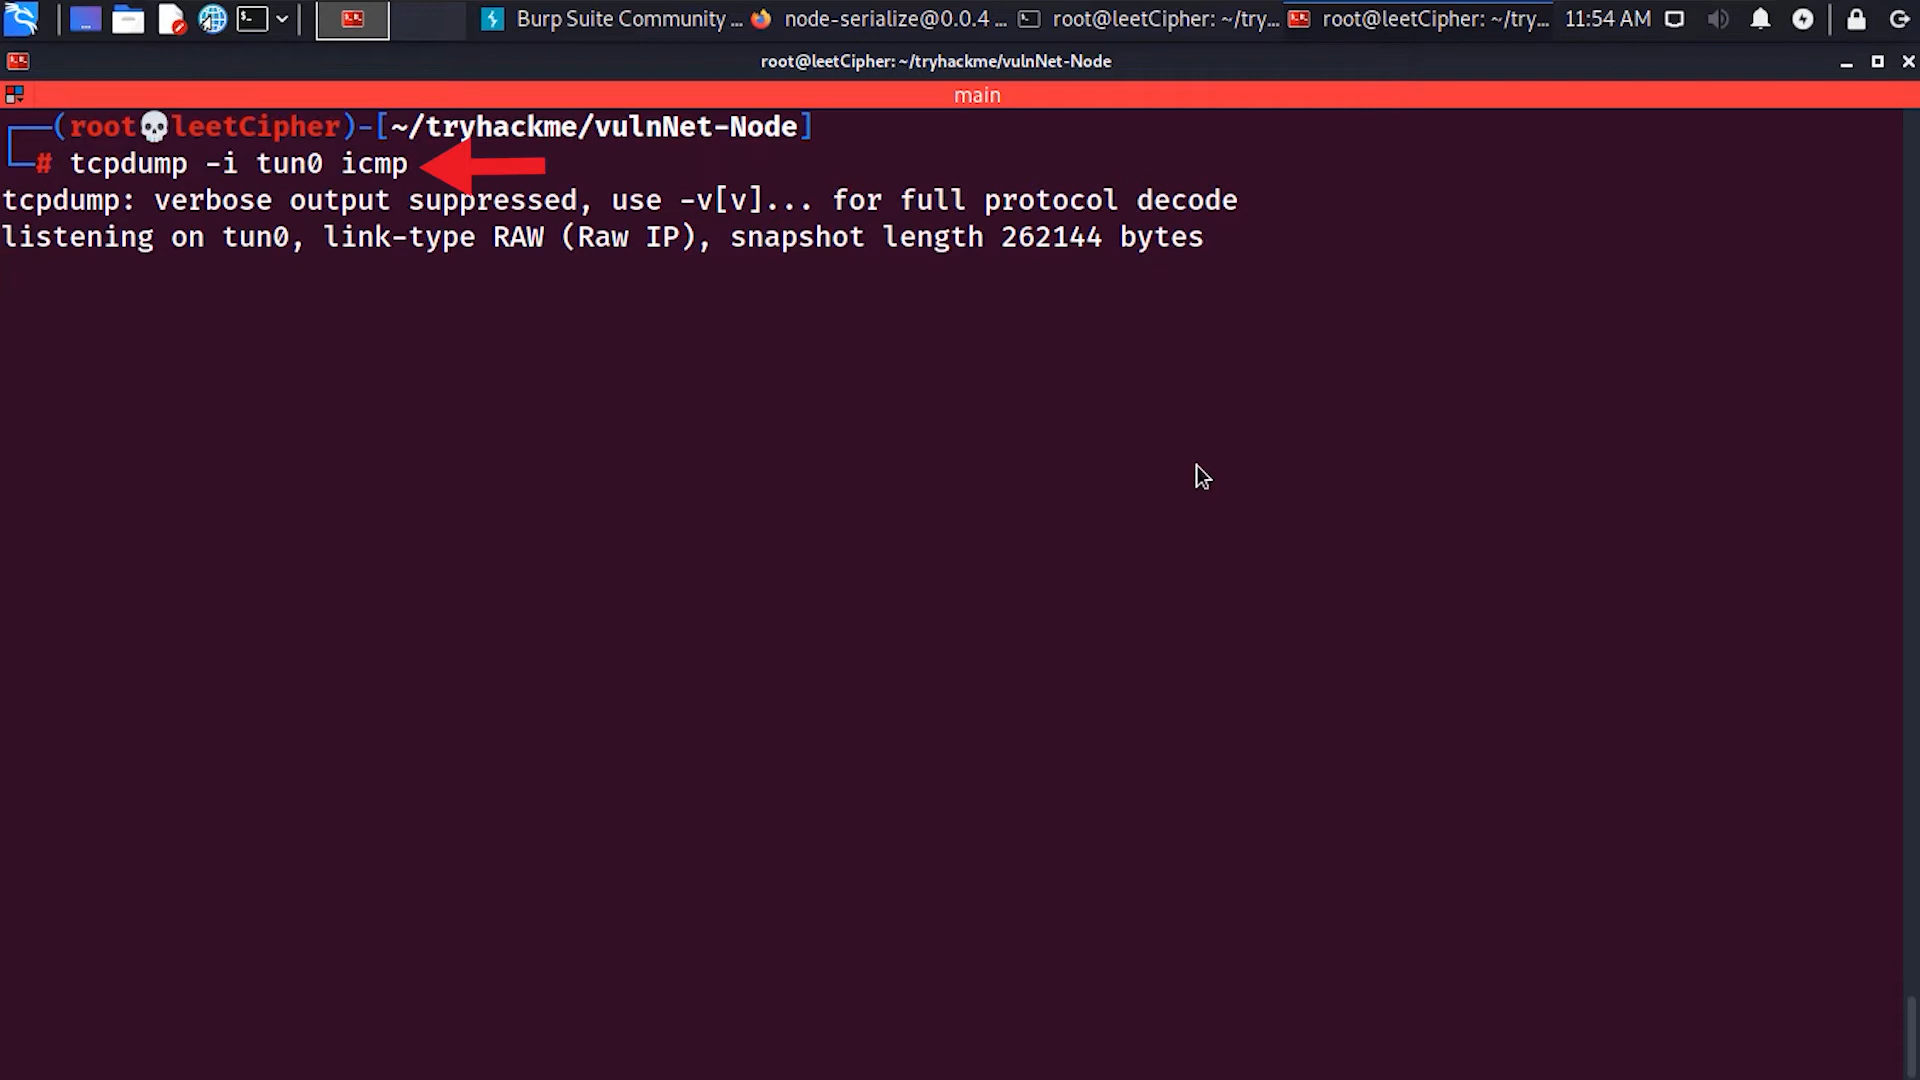 Burp Suite Community ... node-serialize@0.0.4 ... root@leetCipher: ~/try... root@leetCipher: ~/try... 11:54 AM
root@leetCipher: ~/tryhackme/vulnNet-Node
main
(root💀leetCipher)-[~/tryhackme/vulnNet-Node]
# tcpdump -i tun0 icmp
tcpdump: verbose output suppressed, use -v[v]... for full protocol decode
listening on tun0, link-type RAW (Raw IP), snapshot length 262144 bytes